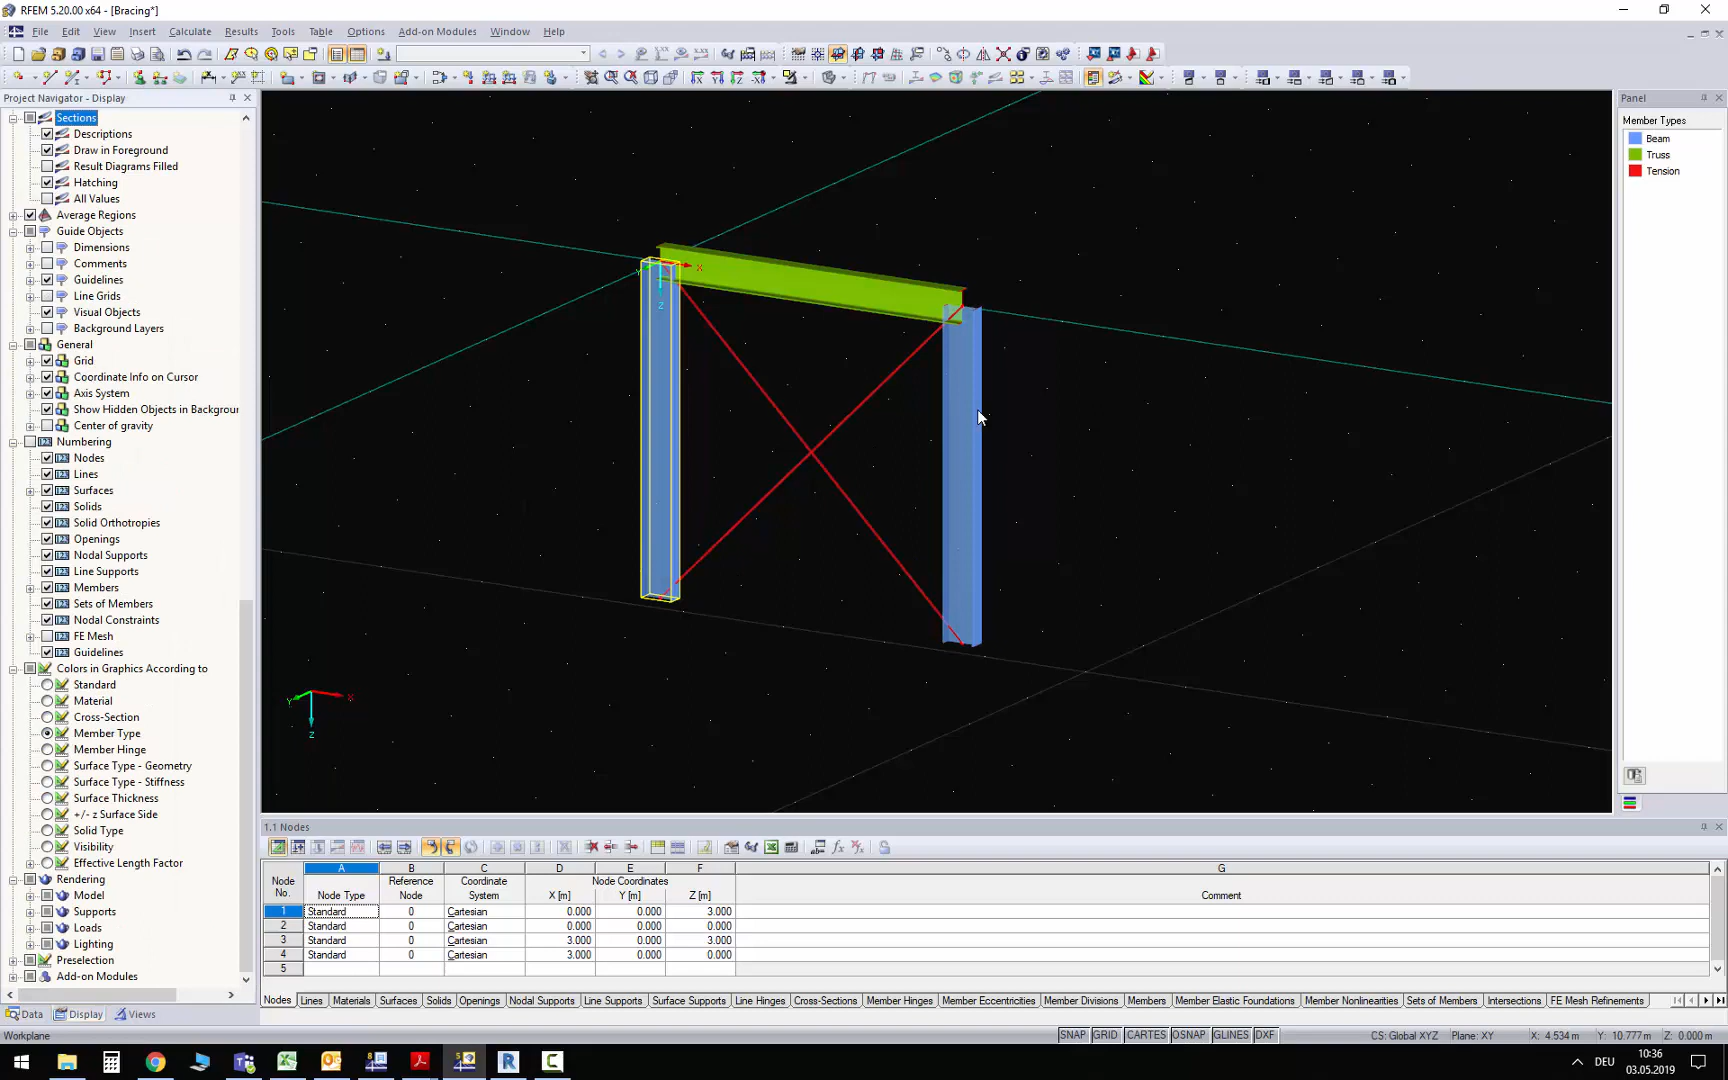 RFEM 5.20.00 x64 - [Bracing*]
File Edit View Insert Calculate Results Tools Table Options Add-on Modules Window Help
Project Navigator - Display
Sections
Descriptions
Draw in Foreground
Result Diagrams Filled
Hatching
All Values
Average Regions
Guide Objects
Dimensions
Comments
Guidelines
Line Grids
Visual Objects
Background Layers
General
Grid
Coordinate Info on Cursor
Axis System
Show Hidden Objects in Backgrour
Center of gravity
Numbering
Nodes
Lines
Surfaces
Solids
Solid Orthotropies
Openings
Nodal Supports
Line Supports
Members
Sets of Members
Nodal Constraints
FE Mesh
Guidelines
Colors in Graphics According to
Standard
Material
Cross-Section
Member Type
Member Hinge
Surface Type - Geometry
Surface Type - Stiffness
Surface Thickness
+/- z Surface Side
Solid Type
Visibility
Effective Length Factor
Rendering
Model
Supports
Loads
Lighting
Preselection
Add-on Modules
Data Display Views
Y X
Z
Y X
Z
Panel
Member Types
Beam
Truss
Tension
1.1 Nodes
A B C D E F G
Node Reference Coordinate Node Coordinates
No. Node Type Node System X [m] Y [m] Z [m] Comment
1 Standard 0 Cartesian 0.000 0.000 3.000
2 Standard 0 Cartesian 0.000 0.000 0.000
3 Standard 0 Cartesian 3.000 0.000 3.000
4 Standard 0 Cartesian 3.000 0.000 0.000
5
Nodes Lines Materials Surfaces Solids Openings Nodal Supports Line Supports Surface Supports Line Hinges Cross-Sections Member Hinges Member Eccentricities Member Divisions Members Member Elastic Foundations Member Nonlinearities Sets of Members Intersections FE Mesh Refinements
Workplane SNAP GRID CARTES OSNAP GLINES DXF CS: Global XYZ Plane: XY X: 4.534 m Y: 10.777 m Z: 0.000 m
DEU 10:36
03.05.2019